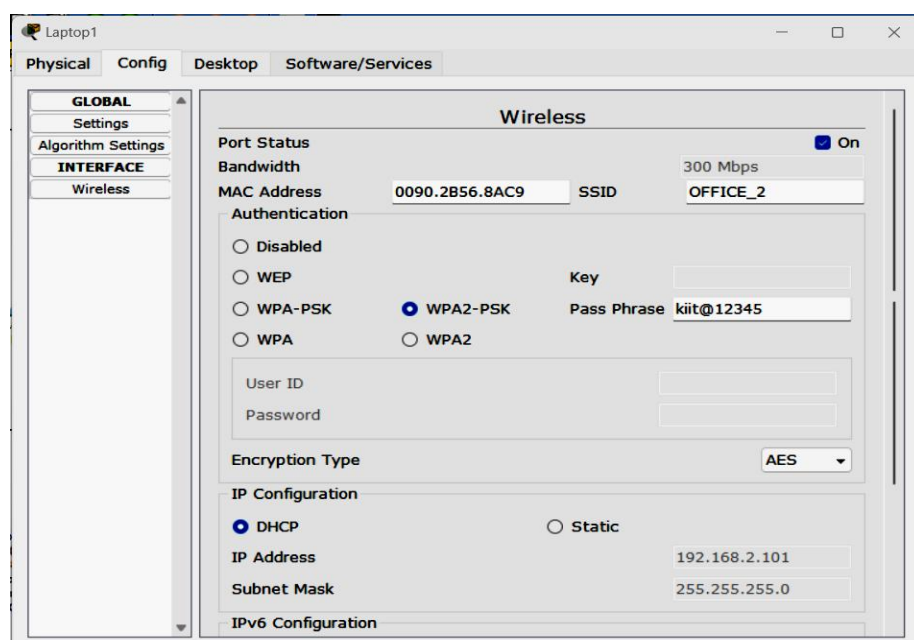 Laptop1
Physical Config Desktop Software/Services
GLOBAL
Settings
Algorithm Settings
INTERFACE
Wireless
Wireless
Port Status On
Bandwidth 300 Mbps
MAC Address 0090.2B56.8AC9 SSID OFFICE_2
Authentication
Disabled
WEP Key
WPA-PSK WPA2-PSK Pass Phrase kiit@12345
WPA WPA2
User ID
Password
Encryption Type AES
IP Configuration
DHCP Static
IP Address 192.168.2.101
Subnet Mask 255.255.255.0
IPv6 Configuration